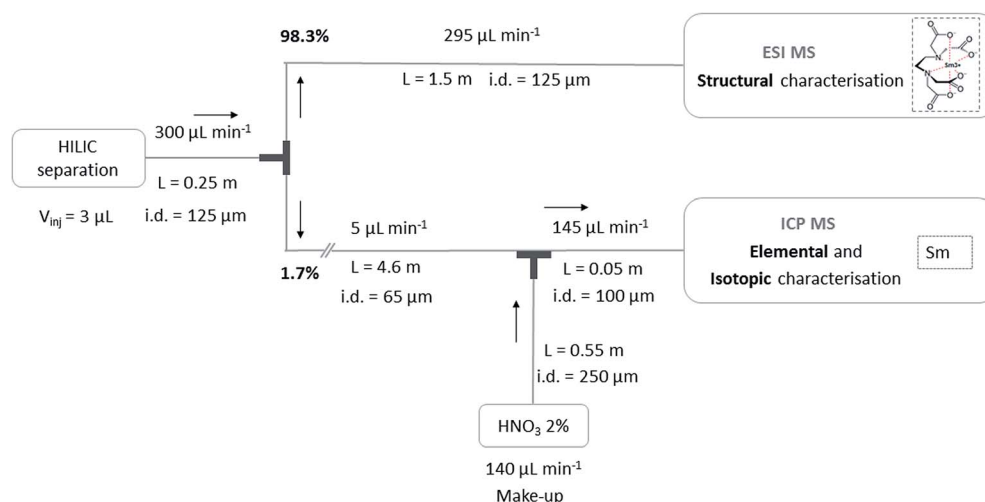 98.3%
295 µL min⁻¹
L = 1.5 m i.d. = 125 µm
ESI MS
Structural characterisation
O
O⁻
O
O⁻
N
Sm3+
N
O⁻
O
O⁻
O
300 µL min⁻¹
HILIC
separation
L = 0.25 m
V_inj = 3 µL i.d. = 125 µm
5 µL min⁻¹
145 µL min⁻¹
1.7%
L = 4.6 m
i.d. = 65 µm
L = 0.05 m
i.d. = 100 µm
ICP MS
Elemental and
Isotopic characterisation
Sm
L = 0.55 m
i.d. = 250 µm
HNO₃ 2%
140 µL min⁻¹
Make-up